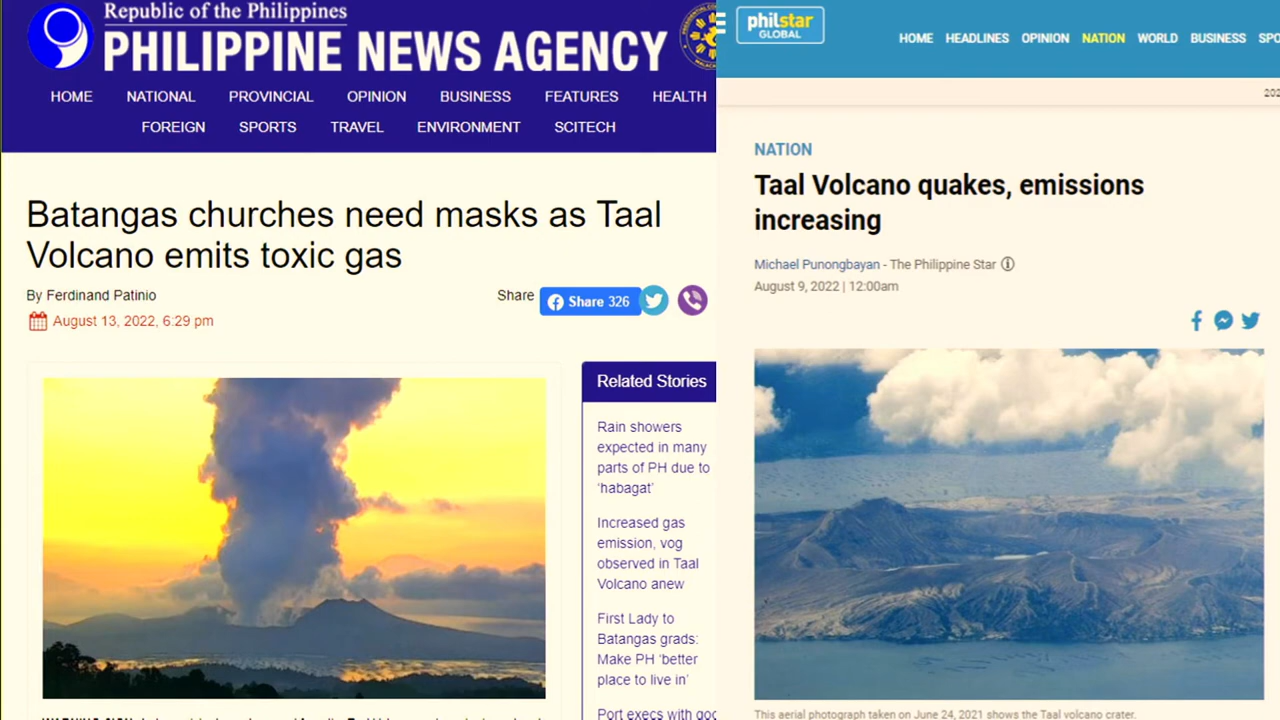 Republic of the Philippines
PHILIPPINE NEWS AGENCY
HOME NATIONAL PROVINCIAL OPINION BUSINESS FEATURES HEALTH
FOREIGN SPORTS TRAVEL ENVIRONMENT SCITECH
Batangas churches need masks as Taal
Volcano emits toxic gas
By Ferdinand Patinio
Share
Share 326
August 13, 2022, 6:29 pm
Related Stories
Rain showers
expected in many
parts of PH due to
‘habagat’
Increased gas
emission, vog
observed in Taal
Volcano anew
First Lady to
Batangas grads:
Make PH ‘better
place to live in’
Port execs with
philstar
GLOBAL
HOME HEADLINES OPINION NATION WORLD BUSINESS
NATION
Taal Volcano quakes, emissions
increasing
Michael Punongbayan - The Philippine Star
August 9, 2022 | 12:00am
This aerial photograph taken on June 24, 2021 shows the Taal volcano crater.